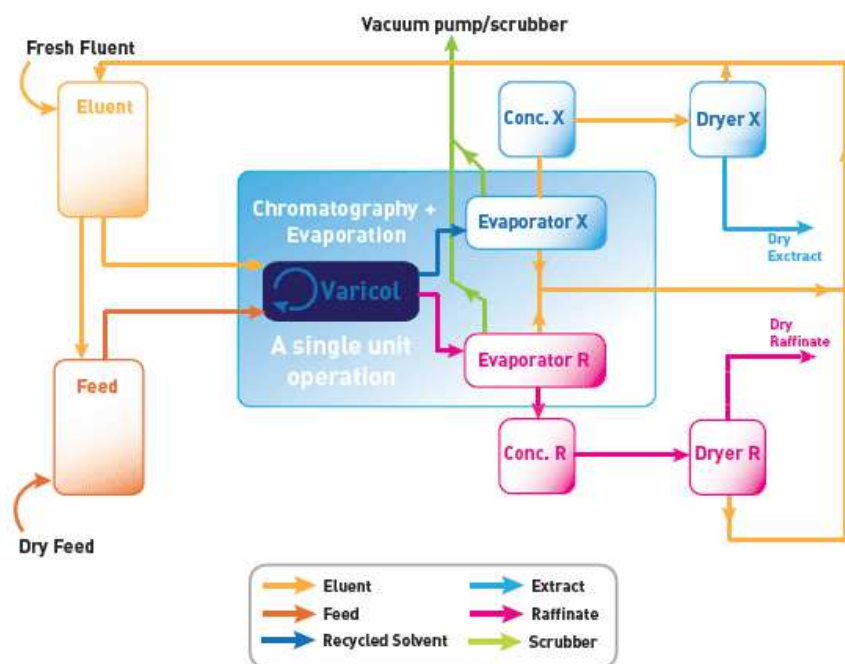 Vacuum pump/scrubber
Fresh Fluent
Eluent
Conc. X
Dryer X
Chromatography +
Evaporation
Evaporator X
Dry
Exctract
Varicol
A single unit
operation
Evaporator R
Dry
Raffinate
Feed
Conc. R
Dryer R
Dry Feed
Eluent
Extract
Feed
Raffinate
Recycled Solvent
Scrubber